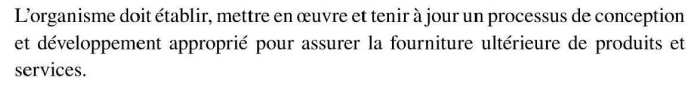 L’organisme doit établir, mettre en œuvre et tenir à jour un processus de conception
et développement approprié pour assurer la fourniture ultérieure de produits et
services.